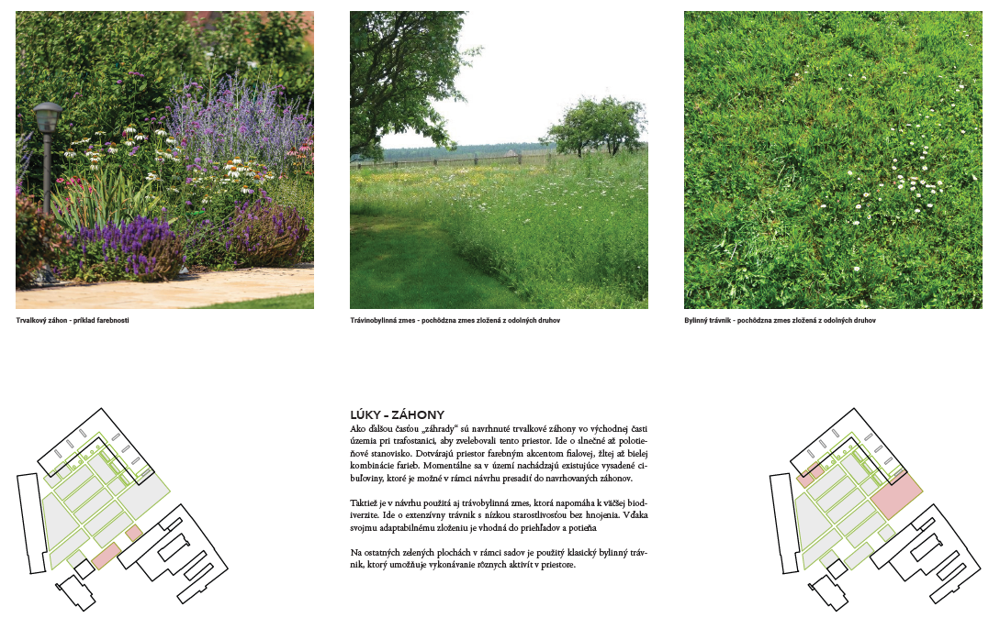 Trvalkový záhon - príklad farebnosti
Trávinobylinná zmes - pochôdzna zmes zložená z odolných druhov
Bylinný trávnik - pochôdzna zmes zložená z odolných druhov
LÚKY – ZÁHONY
Ako ďalšou časťou „záhrady“ sú navrhnuté trvalkové záhony vo východnej časti
územia pri trafostanici, aby zvelebovali tento priestor. Ide o slnečné až polotie-
ňové stanovisko. Dotvárajú priestor farebným akcentom fialovej, žltej až bielej
kombinácie farieb. Momentálne sa v území nachádzajú existujúce vysadené ci-
buľoviny, ktoré je možné v rámci návrhu presadiť do navrhovaných záhonov.
Taktiež je v návrhu použitá aj trávobylinná zmes, ktorá napomáha k väčšej biod-
iverzite. Ide o extenzívny trávnik s nízkou starostlivosťou bez hnojenia. Vďaka
svojmu adaptabilnému zloženiu je vhodná do priehľadov a potieňa
Na ostatných zelených plochách v rámci sadov je použitý klasický bylinný tráv-
nik, ktorý umožňuje vykonávanie rôznych aktivít v priestore.